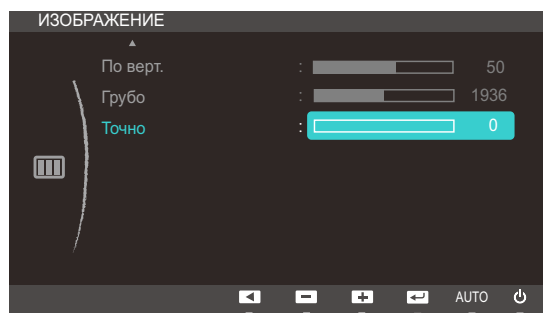 ИЗОБРАЖЕНИЕ
По верт. : 50
Грубо : 1936
Точно : 0
AUTO